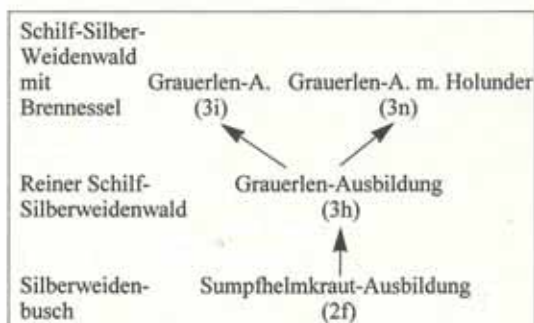 Schilf-Silber-
Weidenwald
mit Grauerlen-A. Grauerlen-A. m. Holunder
Brennessel (3i) (3n)
Reiner Schilf- Grauerlen-Ausbildung
Silberweidenwald (3h)
Silberweiden- Sumpfhelmkraut-Ausbildung
busch (2f)